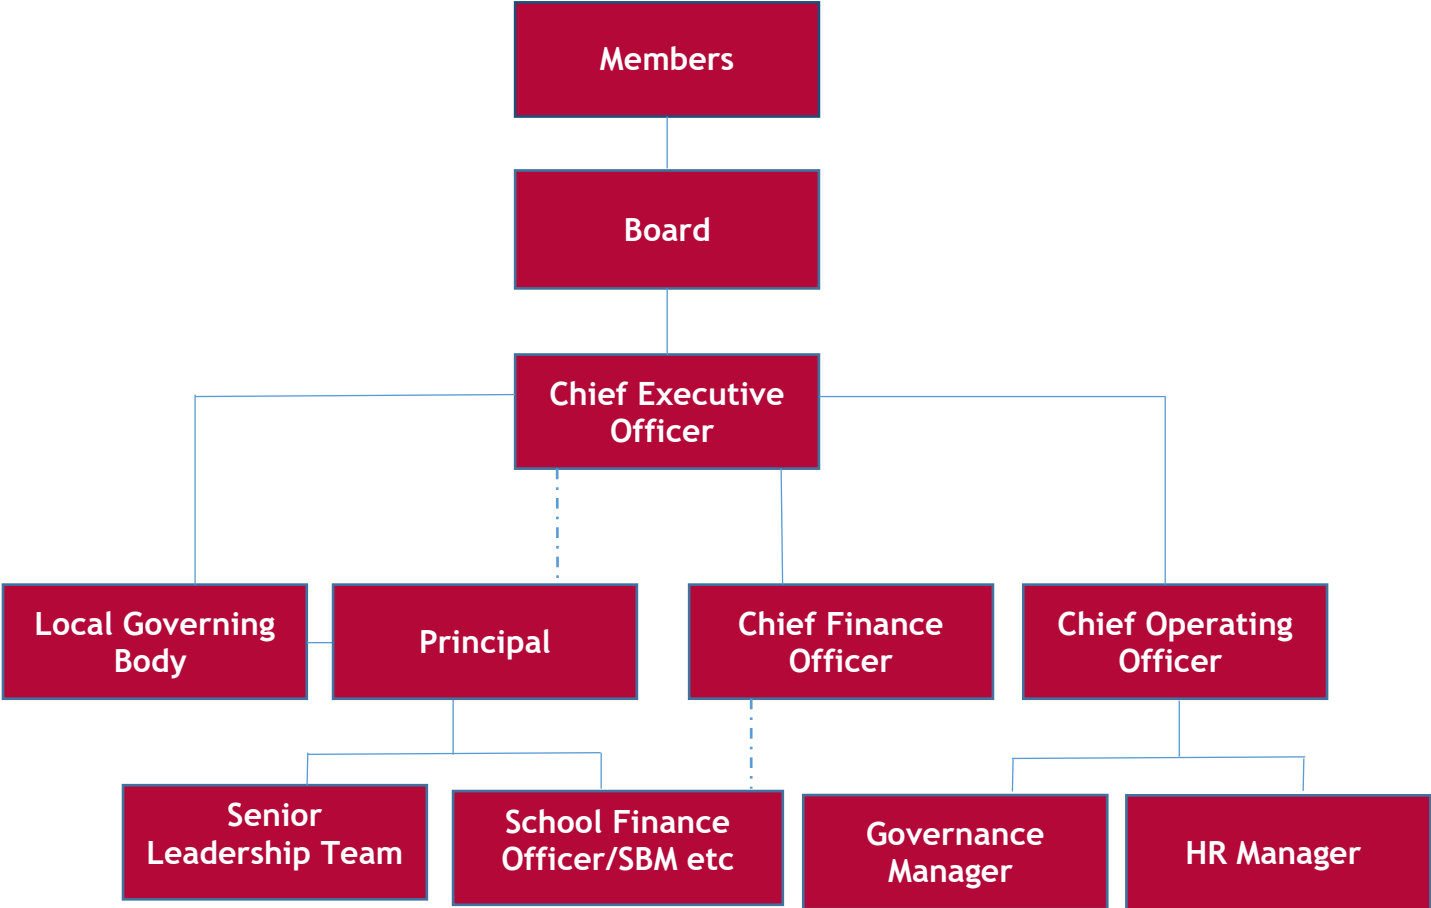 Members
Board
Chief Executive
Officer
Local Governing
Body
Principal
Chief Finance
Officer
Chief Operating
Officer
Senior
Leadership Team
School Finance
Officer/SBM etc
Governance
Manager
HR Manager